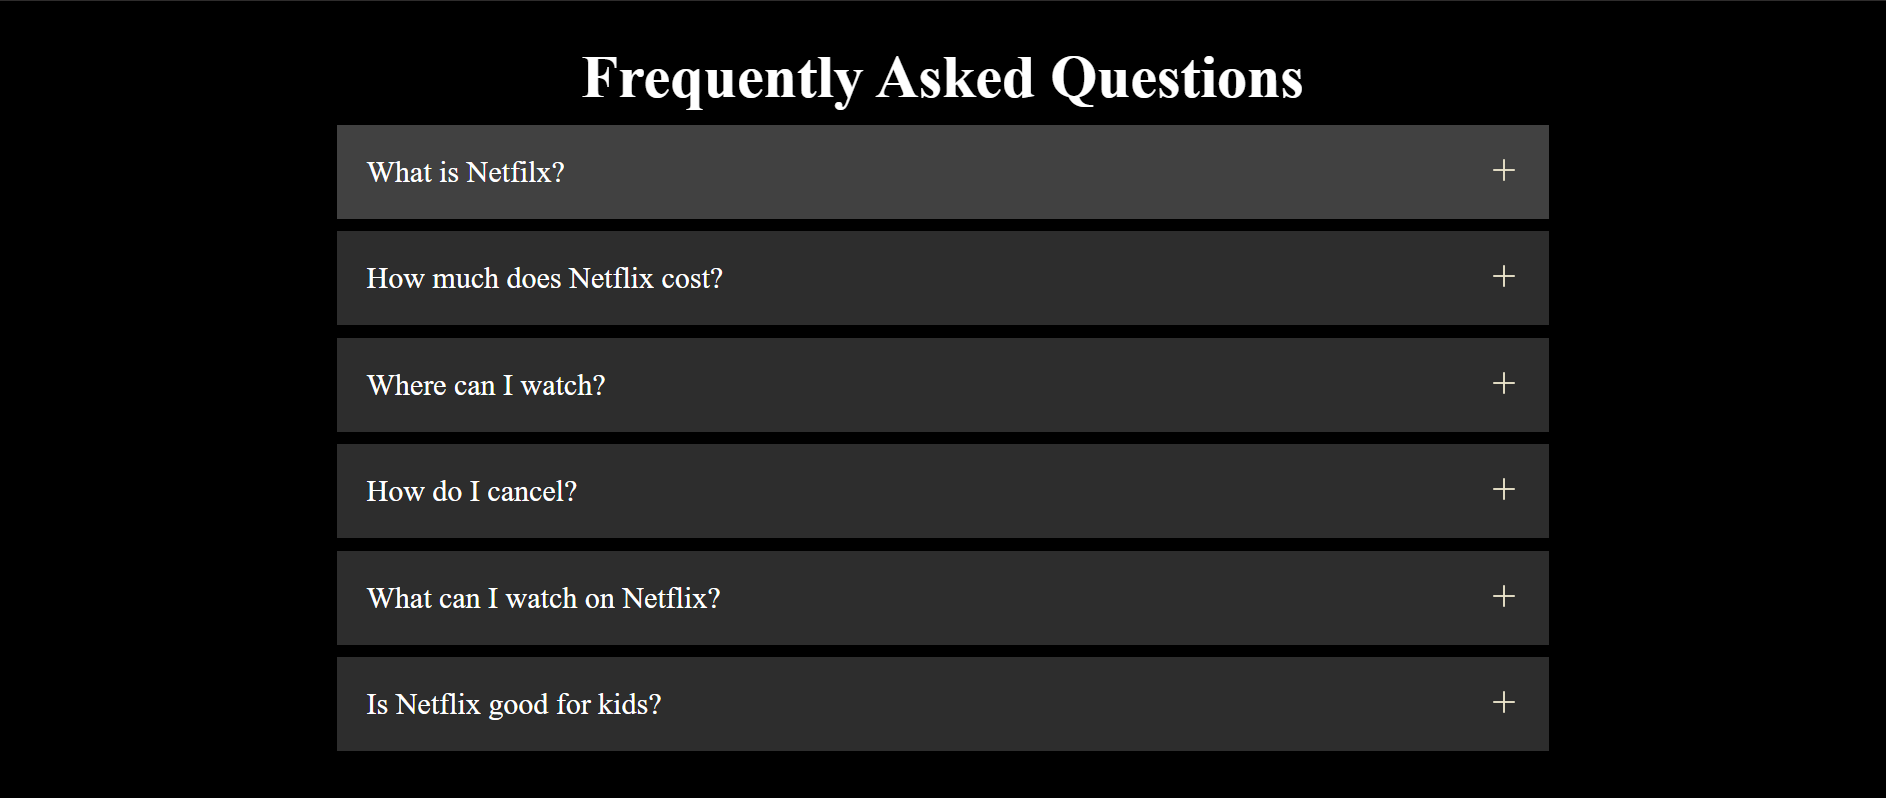 Frequently Asked Questions
What is Netfilx?
How much does Netflix cost?
Where can I watch?
How do I cancel?
What can I watch on Netflix?
Is Netflix good for kids?